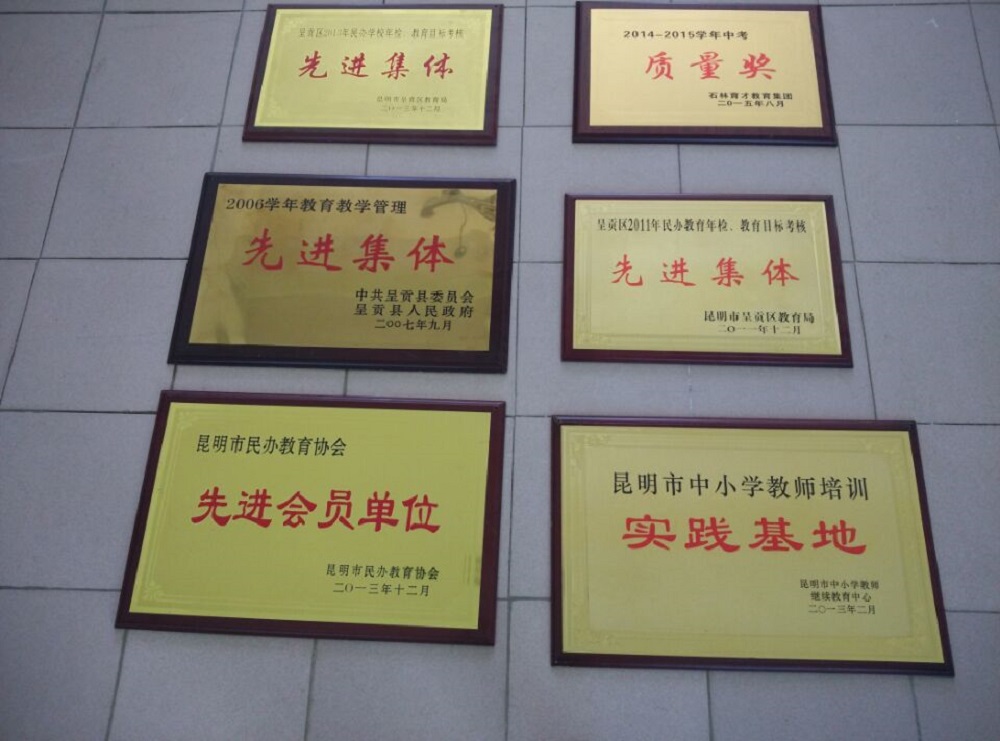 呈贡区2013年民办学校年检、教育目标考核
先进集体
昆明市呈贡区教育局
二〇一三年十二月
2014-2015学年中考
质量奖
石林育才教育集团
二〇一五年八月
2006学年教育教学管理
先进集体
中共呈贡县委员会
呈贡县人民政府
二〇〇七年九月
呈贡区2011年民办教育年检、教育目标考核
先进集体
昆明市呈贡区教育局
二〇一一年十二月
昆明市民办教育协会
先进会员单位
昆明市民办教育协会
二〇一三年十二月
昆明市中小学教师培训
实践基地
昆明市中小学教师
继续教育中心
二〇一三年二月